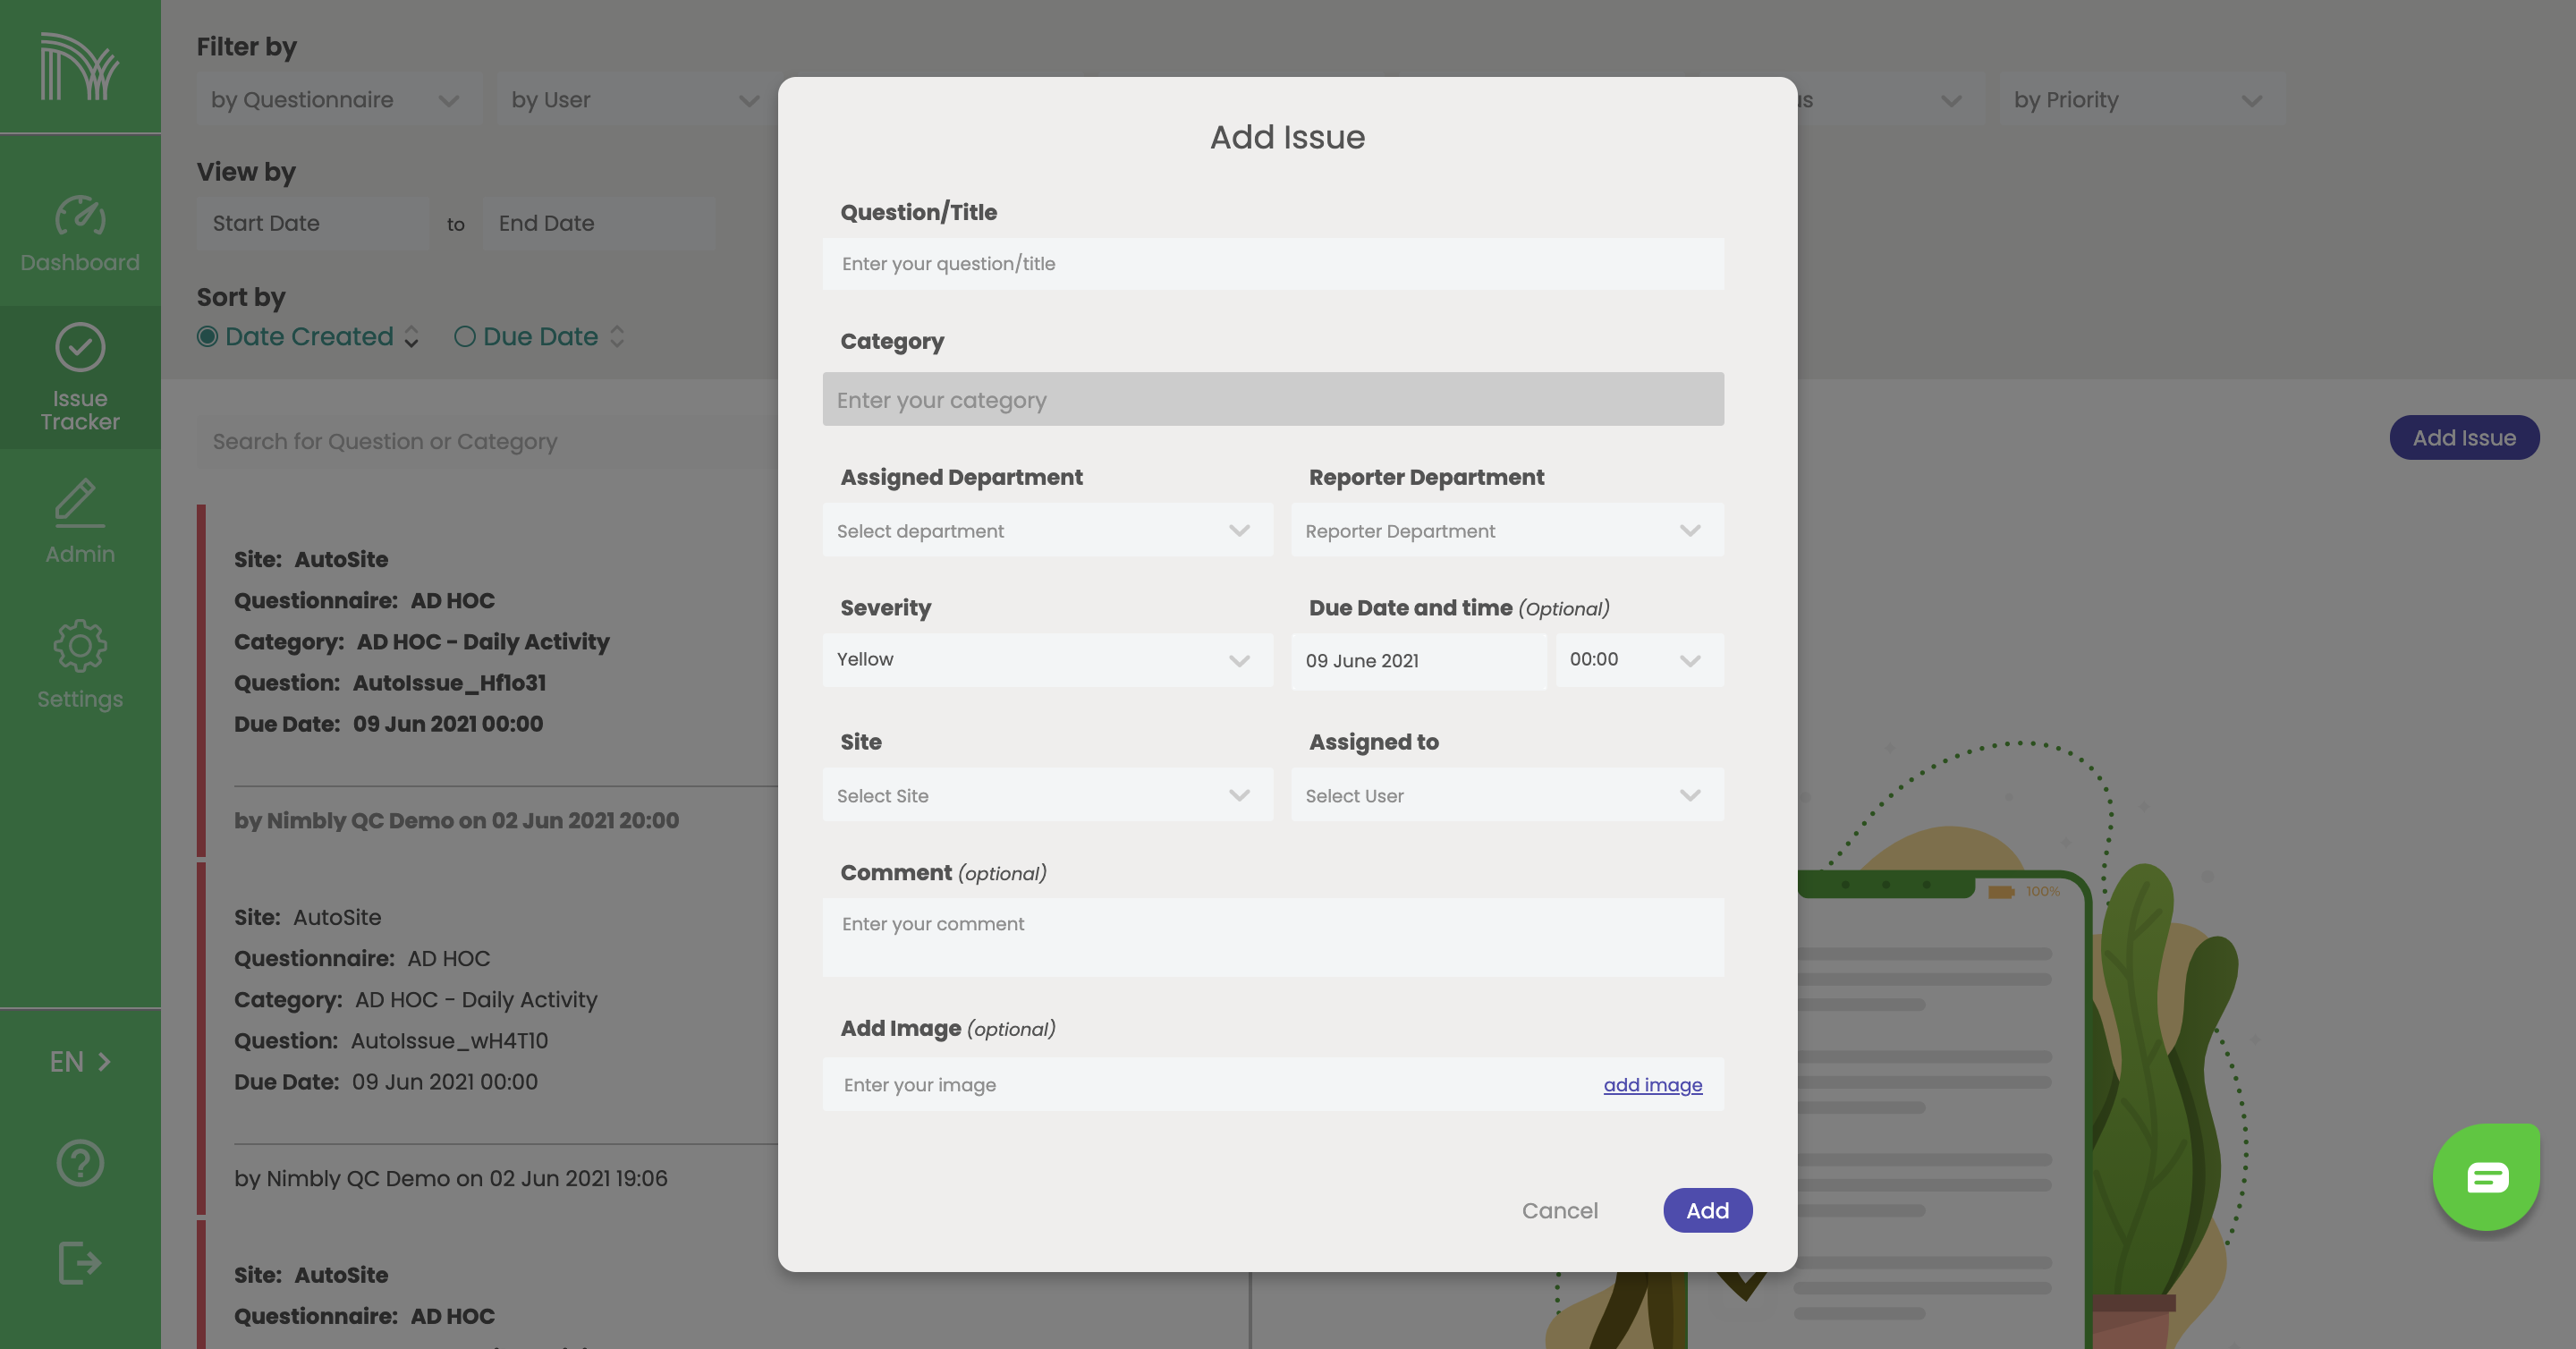 Filter by
by Questionnaire
by User
us
by Priority
View by
Start Date to End Date
Sort by
Date Created
Due Date
Search for Question or Category
Add Issue
Dashboard
Issue
Tracker
Admin
Settings
EN
Site: AutoSite
Questionnaire: AD HOC
Category: AD HOC - Daily Activity
Question: AutoIssue_Hf1o31
Due Date: 09 Jun 2021 00:00
by Nimbly QC Demo on 02 Jun 2021 20:00
Site: AutoSite
Questionnaire: AD HOC
Category: AD HOC - Daily Activity
Question: AutoIssue_wH4T10
Due Date: 09 Jun 2021 00:00
by Nimbly QC Demo on 02 Jun 2021 19:06
Site: AutoSite
Questionnaire: AD HOC
Add Issue
Question/Title
Enter your question/title
Category
Enter your category
Assigned Department
Select department
Reporter Department
Reporter Department
Severity
Yellow
Due Date and time (Optional)
09 June 2021
00:00
Site
Select Site
Assigned to
Select User
Comment (optional)
Enter your comment
Add Image (optional)
Enter your image
add image
Cancel
Add
100%